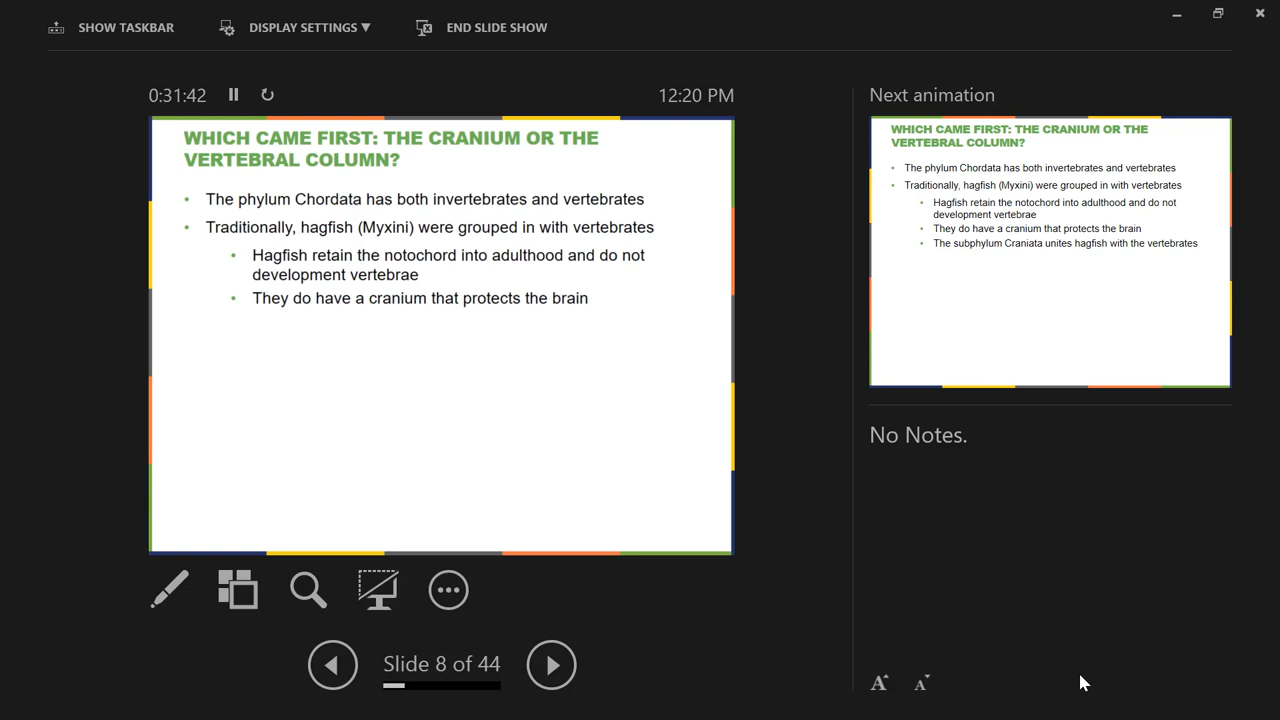 SHOW TASKBAR
DISPLAY SETTINGS ▼
END SLIDE SHOW
0:31:42
12:20 PM
WHICH CAME FIRST: THE CRANIUM OR THE
VERTEBRAL COLUMN?
• The phylum Chordata has both invertebrates and vertebrates
• Traditionally, hagfish (Myxini) were grouped in with vertebrates
• Hagfish retain the notochord into adulthood and do not
development vertebrae
• They do have a cranium that protects the brain
Slide 8 of 44
Next animation
WHICH CAME FIRST: THE CRANIUM OR THE
VERTEBRAL COLUMN?
• The phylum Chordata has both invertebrates and vertebrates
• Traditionally, hagfish (Myxini) were grouped in with vertebrates
• Hagfish retain the notochord into adulthood and do not
development vertebrae
• They do have a cranium that protects the brain
• The subphylum Craniata unites hagfish with the vertebrates
No Notes.
A A